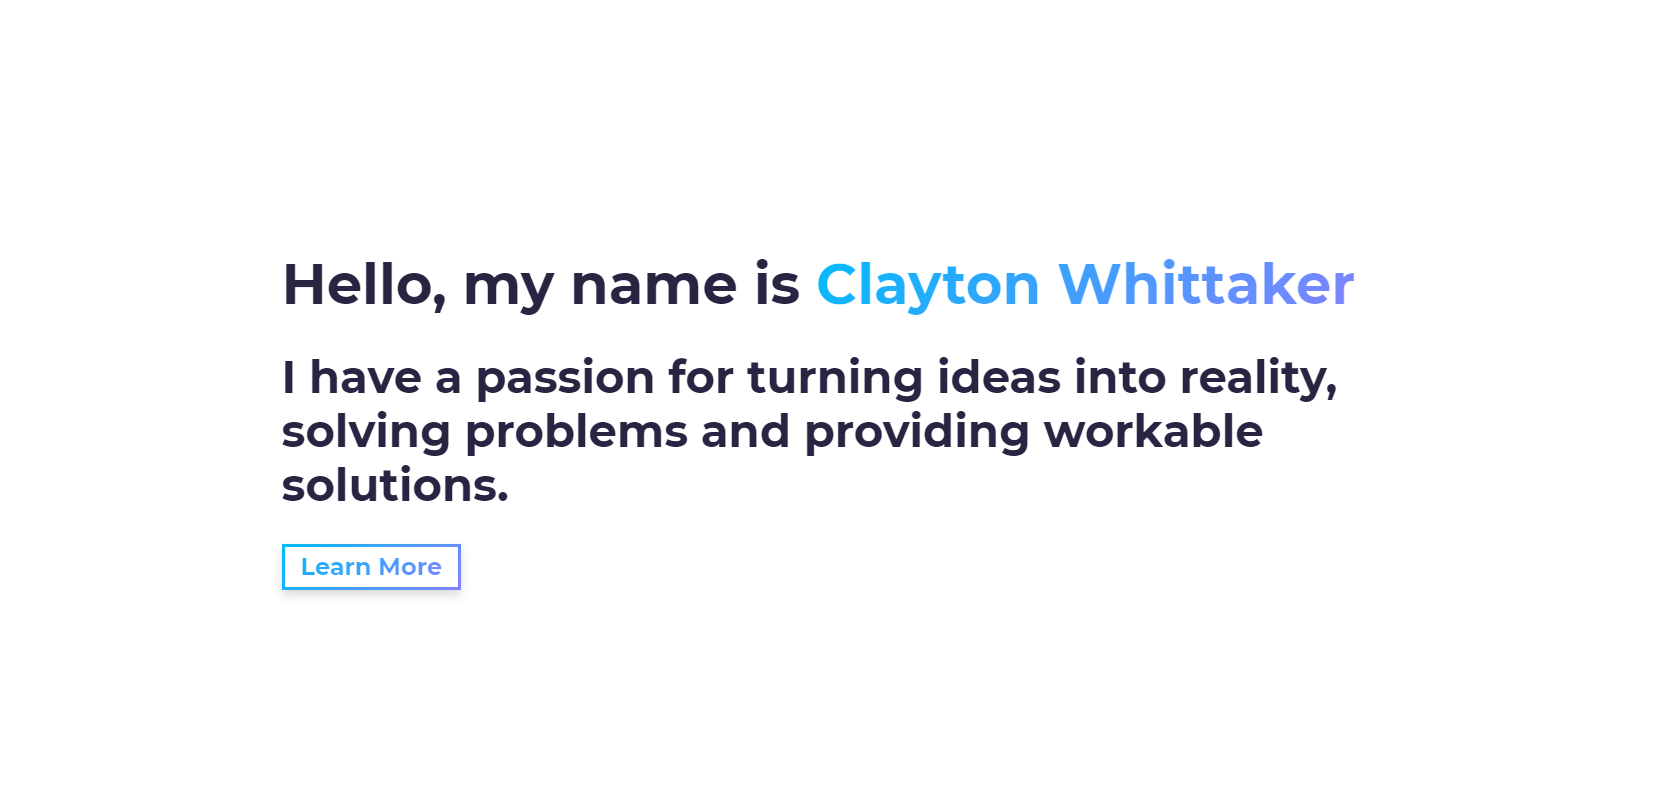 Hello, my name is Clayton Whittaker
I have a passion for turning ideas into reality,
solving problems and providing workable
solutions.
Learn More